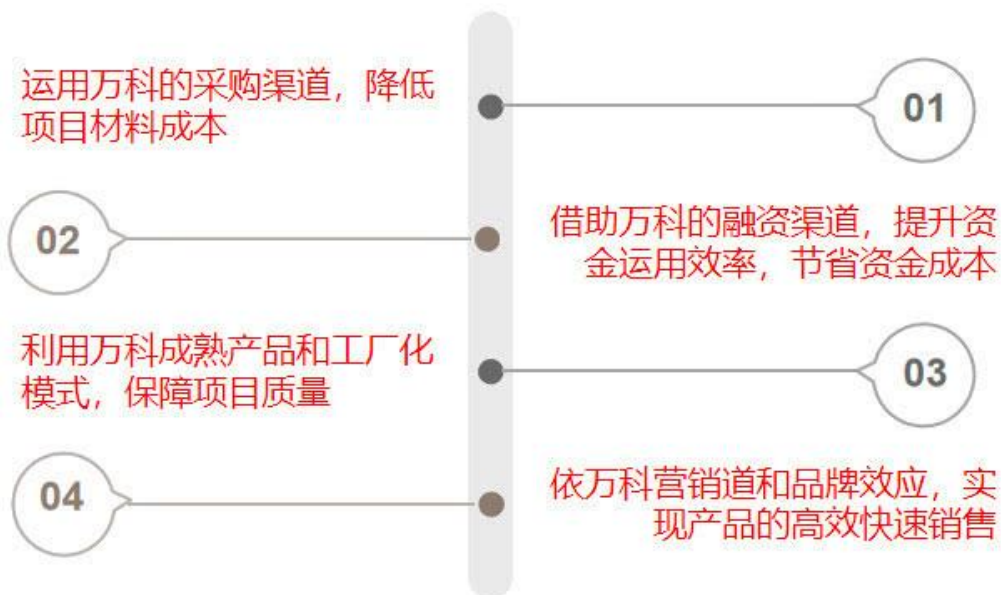 运用万科的采购渠道，降低
项目材料成本
01
02
借助万科的融资渠道，提升资
金运用效率，节省资金成本
利用万科成熟产品和工厂化
模式，保障项目质量
03
04
依万科营销道和品牌效应，实
现产品的高效快速销售